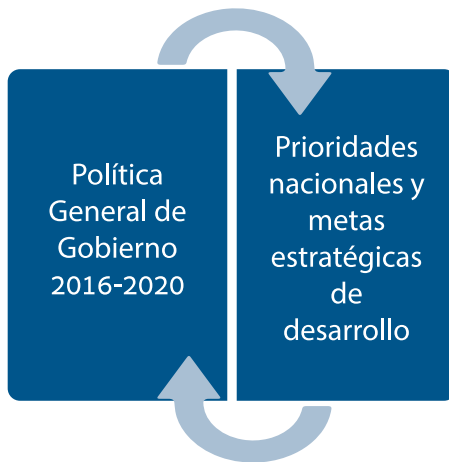 Política
General de
Gobierno
2016-2020
Prioridades
nacionales y
metas
estratégicas
de
desarrollo